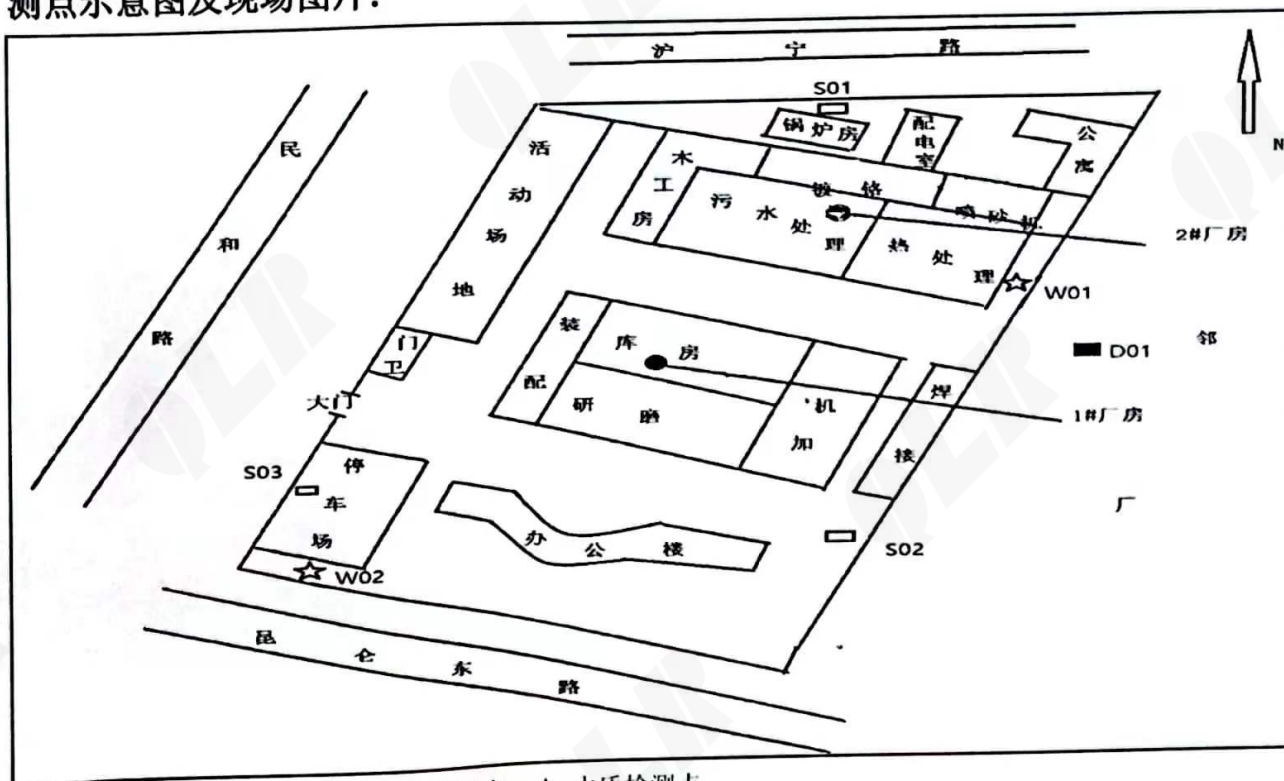 测点示意图及现场图片:
沪宁路
S01
锅炉房
配电室
公寓
N
民和路
活动场地
木工房
镀铬
喷砂机
污水处理
热处理
2#厂房
W01
D01
邻厂
门卫
大门
装配
库房
研磨
机加
焊接
1#厂房
S03
停车场
办公楼
S02
W02
昆仑东路